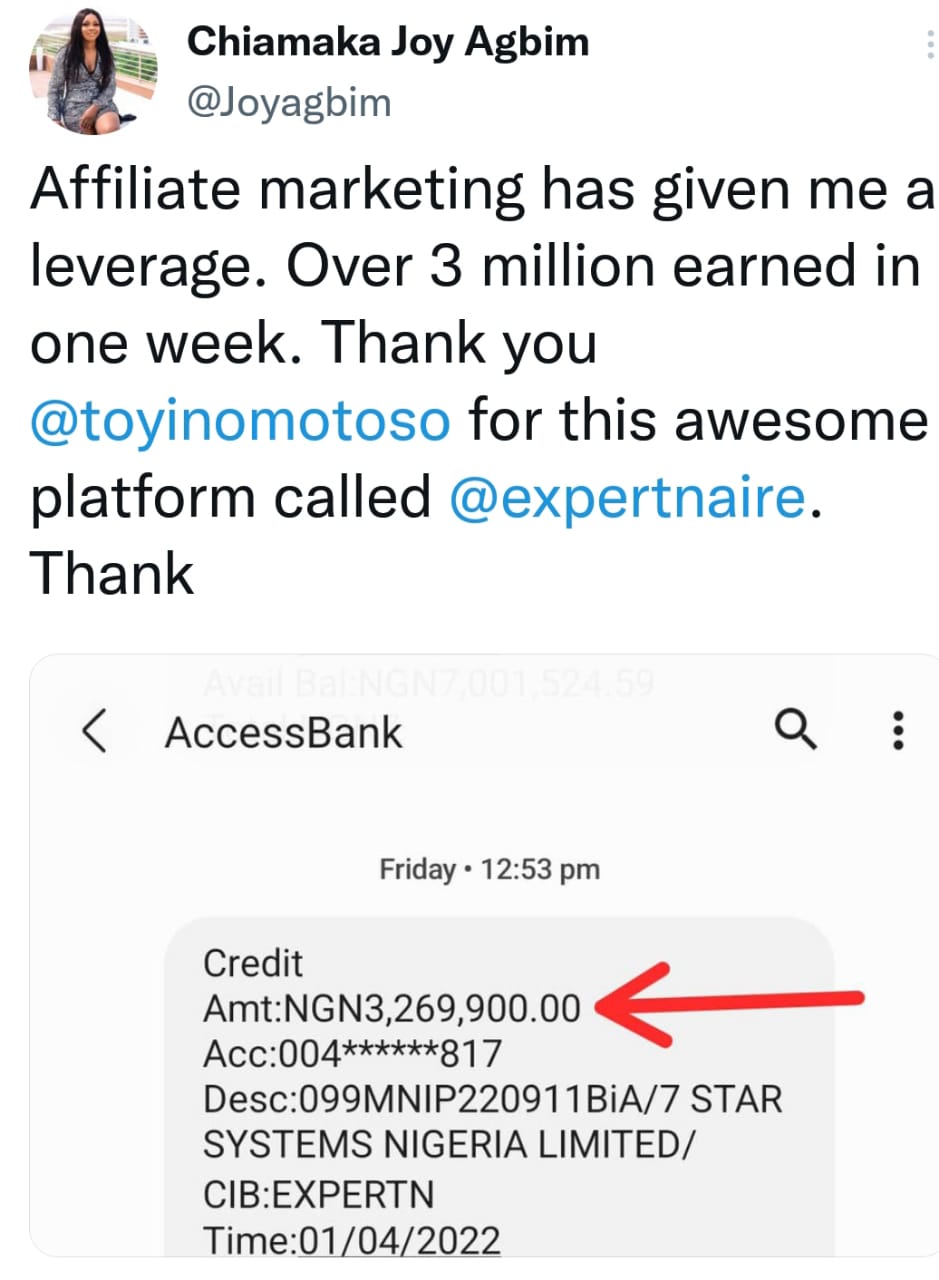 Chiamaka Joy Agbim
@Joyagbim
Affiliate marketing has given me a
leverage. Over 3 million earned in
one week. Thank you
@toyinomotoso for this awesome
platform called @expertnaire.
Thank
Avail Bal:NGN7,001,524.59
AccessBank
Friday • 12:53 pm
Credit
Amt:NGN3,269,900.00
Acc:004******817
Desc:099MNIP220911BiA/7 STAR
SYSTEMS NIGERIA LIMITED/
CIB:EXPERTN
Time:01/04/2022